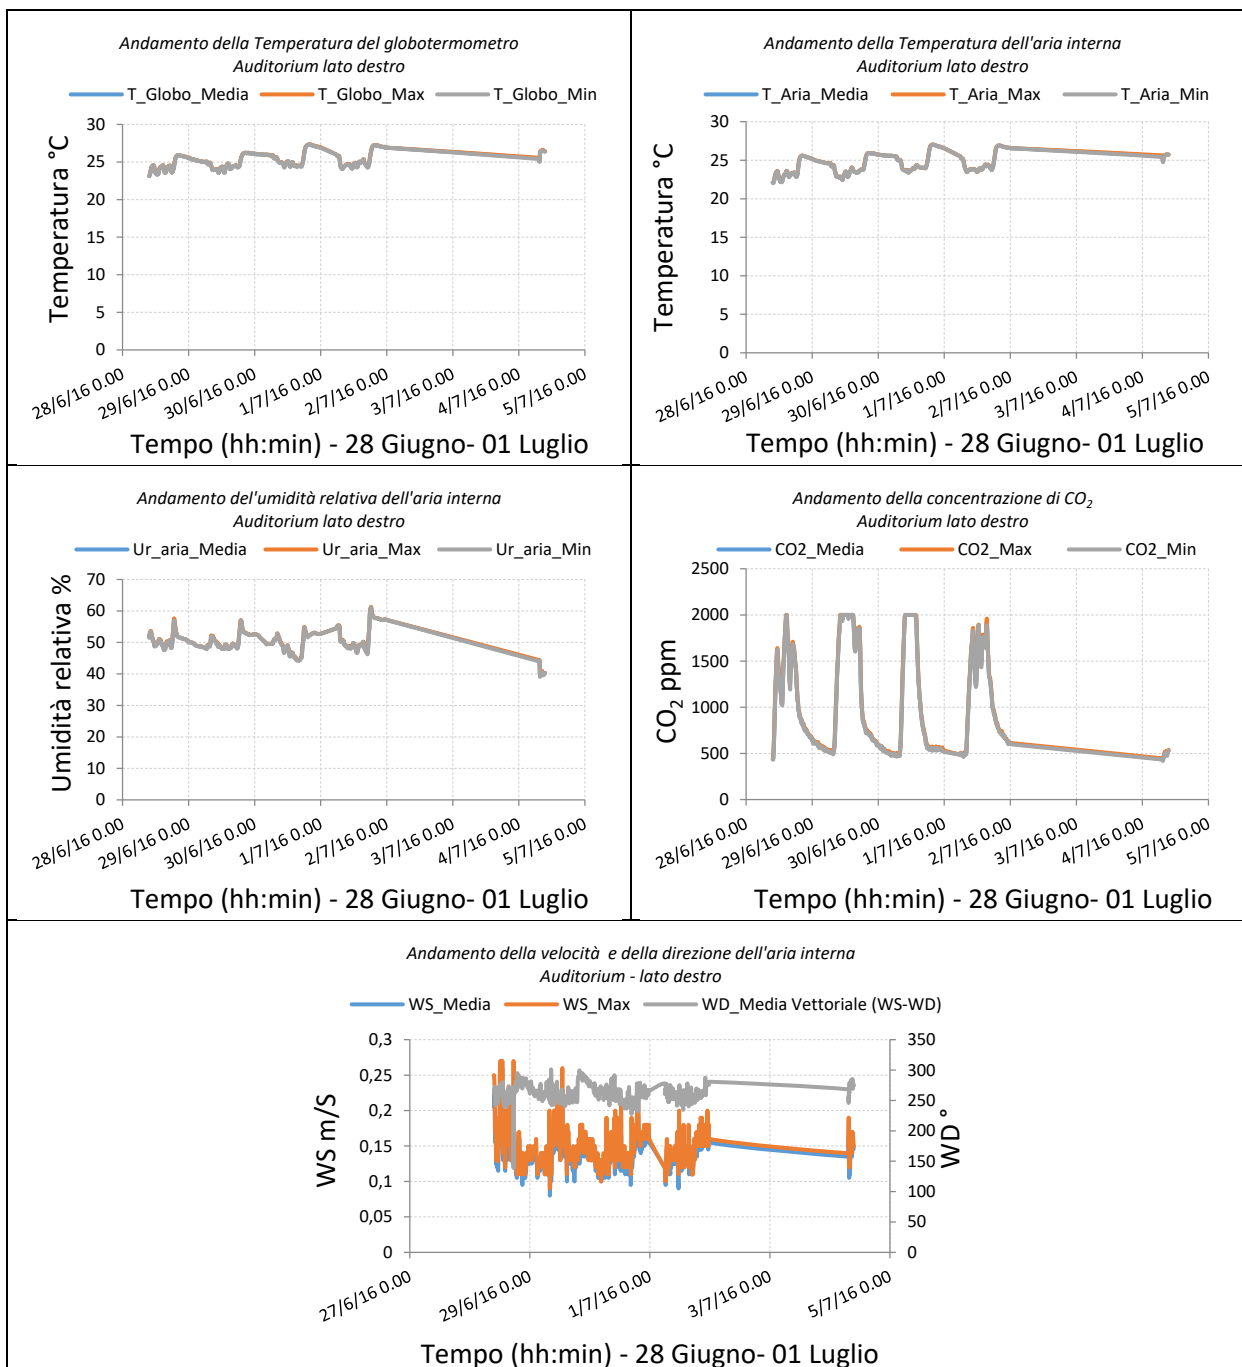 Andamento della Temperatura del globotermometro
Auditorium lato destro
T_Globo_Media T_Globo_Max T_Globo_Min
30
25
20
15
10
5
0
Temperatura °C
28/6/16 0.00 29/6/16 0.00 30/6/16 0.00 1/7/16 0.00 2/7/16 0.00 3/7/16 0.00 4/7/16 0.00 5/7/16 0.00
Tempo (hh:min) - 28 Giugno- 01 Luglio
Andamento della Temperatura dell'aria interna
Auditorium lato destro
T_Aria_Media T_Aria_Max T_Aria_Min
30
25
20
15
10
5
0
Temperatura °C
28/6/16 0.00 29/6/16 0.00 30/6/16 0.00 1/7/16 0.00 2/7/16 0.00 3/7/16 0.00 4/7/16 0.00 5/7/16 0.00
Tempo (hh:min) - 28 Giugno- 01 Luglio
Andamento del'umidità relativa dell'aria interna
Auditorium lato destro
Ur_aria_Media Ur_aria_Max Ur_aria_Min
70
60
50
40
30
20
10
0
Umidità relativa %
28/6/16 0.00 29/6/16 0.00 30/6/16 0.00 1/7/16 0.00 2/7/16 0.00 3/7/16 0.00 4/7/16 0.00 5/7/16 0.00
Tempo (hh:min) - 28 Giugno- 01 Luglio
Andamento della concentrazione di CO₂
Auditorium lato destro
CO2_Media CO2_Max CO2_Min
2500
2000
1500
1000
500
0
CO₂ ppm
28/6/16 0.00 29/6/16 0.00 30/6/16 0.00 1/7/16 0.00 2/7/16 0.00 3/7/16 0.00 4/7/16 0.00 5/7/16 0.00
Tempo (hh:min) - 28 Giugno- 01 Luglio
Andamento della velocità  e della direzione dell'aria interna
Auditorium - lato destro
WS_Media WS_Max WD_Media Vettoriale (WS-WD)
0,3
0,25
0,2
0,15
0,1
0,05
0
WS m/S
350
300
250
200
150
100
50
0
WD °
27/6/16 0.00 29/6/16 0.00 1/7/16 0.00 3/7/16 0.00 5/7/16 0.00
Tempo (hh:min) - 28 Giugno- 01 Luglio